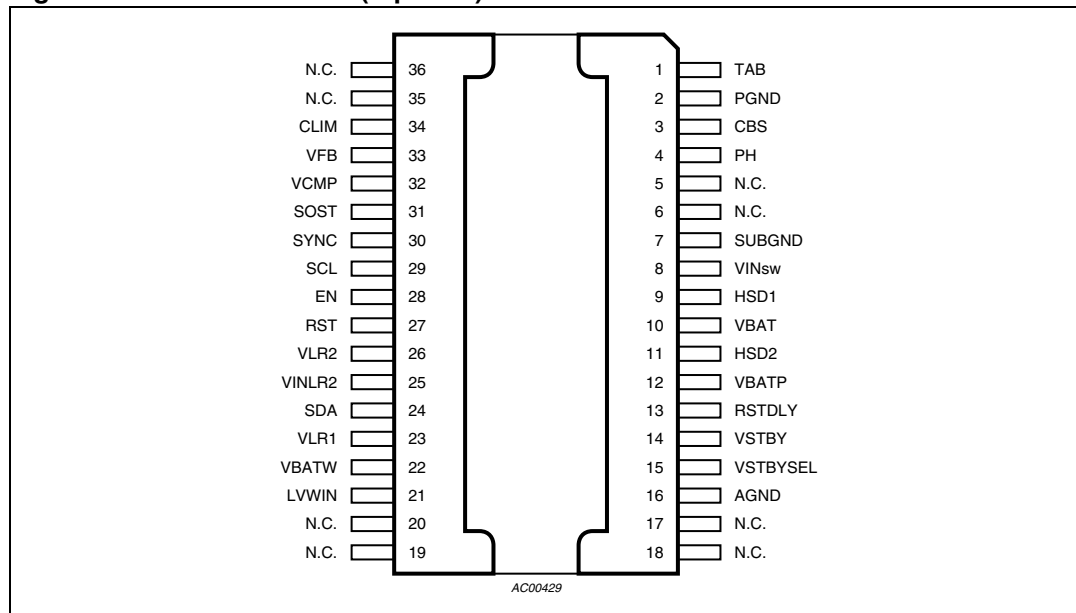 N.C. 36 1 TAB
N.C. 35 2 PGND
CLIM 34 3 CBS
VFB 33 4 PH
VCMP 32 5 N.C.
SOST 31 6 N.C.
SYNC 30 7 SUBGND
SCL 29 8 VINsw
EN 28 9 HSD1
RST 27 10 VBAT
VLR2 26 11 HSD2
VINLR2 25 12 VBATP
SDA 24 13 RSTDLY
VLR1 23 14 VSTBY
VBATW 22 15 VSTBYSEL
LVWIN 21 16 AGND
N.C. 20 17 N.C.
N.C. 19 18 N.C.
AC00429